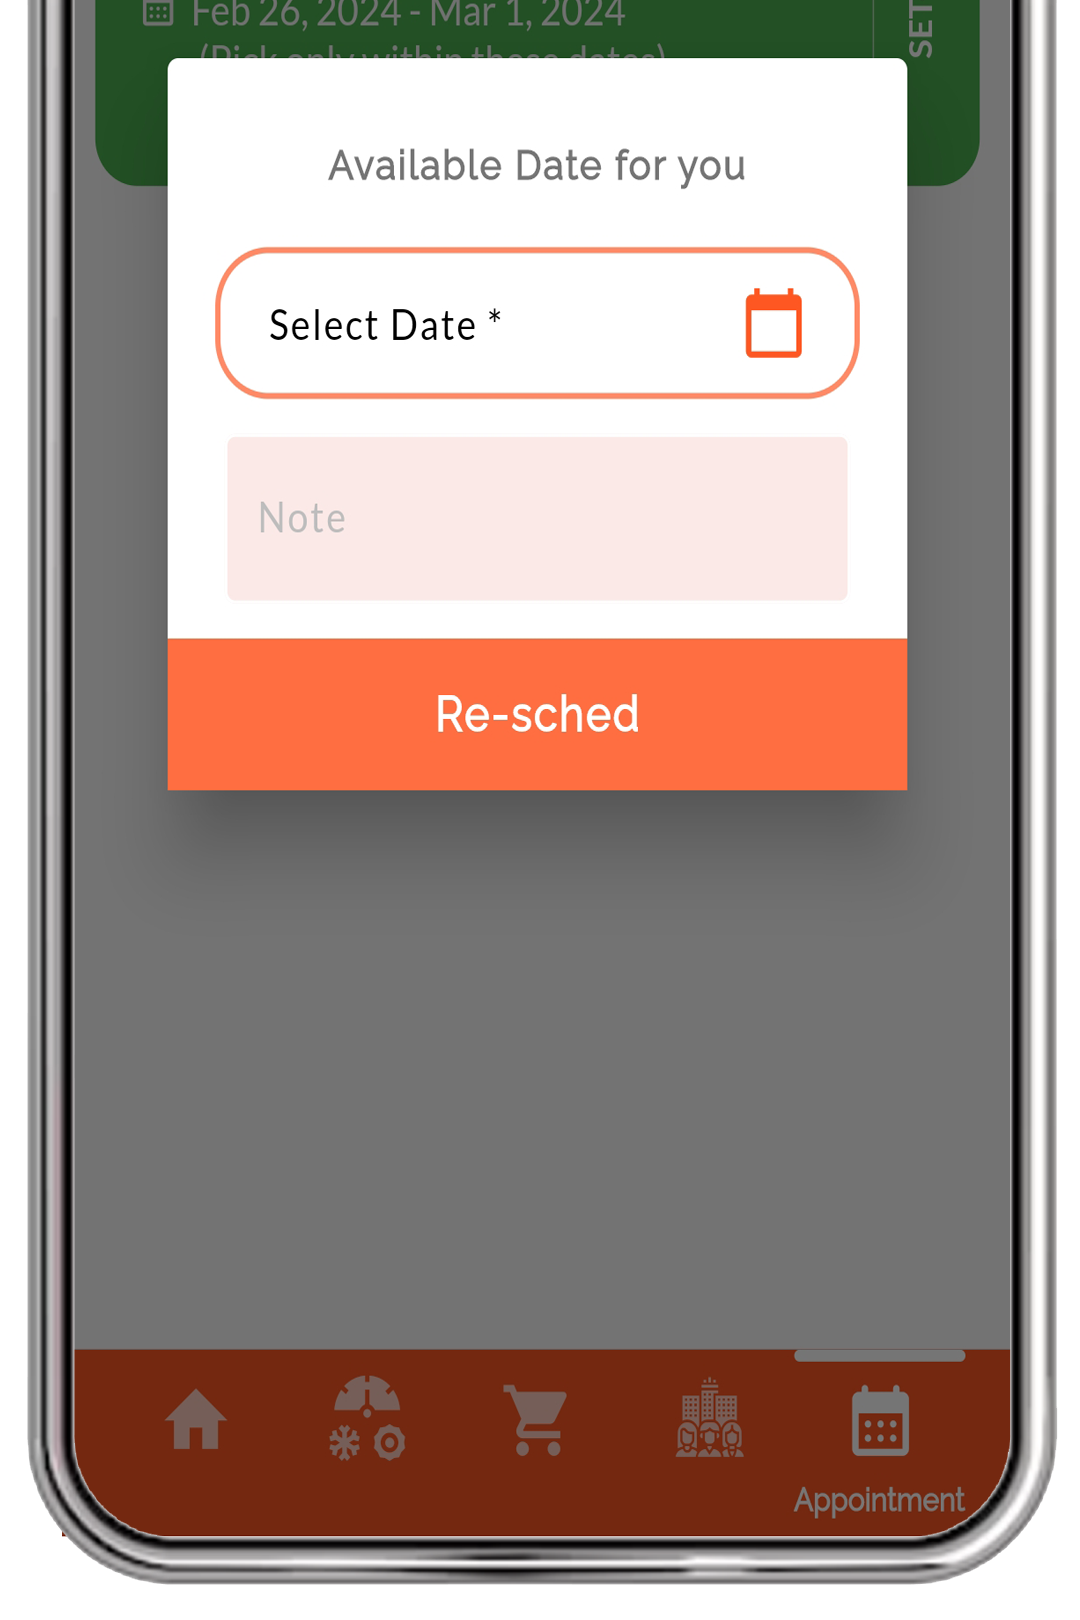 Feb 26, 2024 - Mar 1, 2024
(Pick only within these dates)
SET
Available Date for you
Select Date *
Note
Re-sched
Appointment